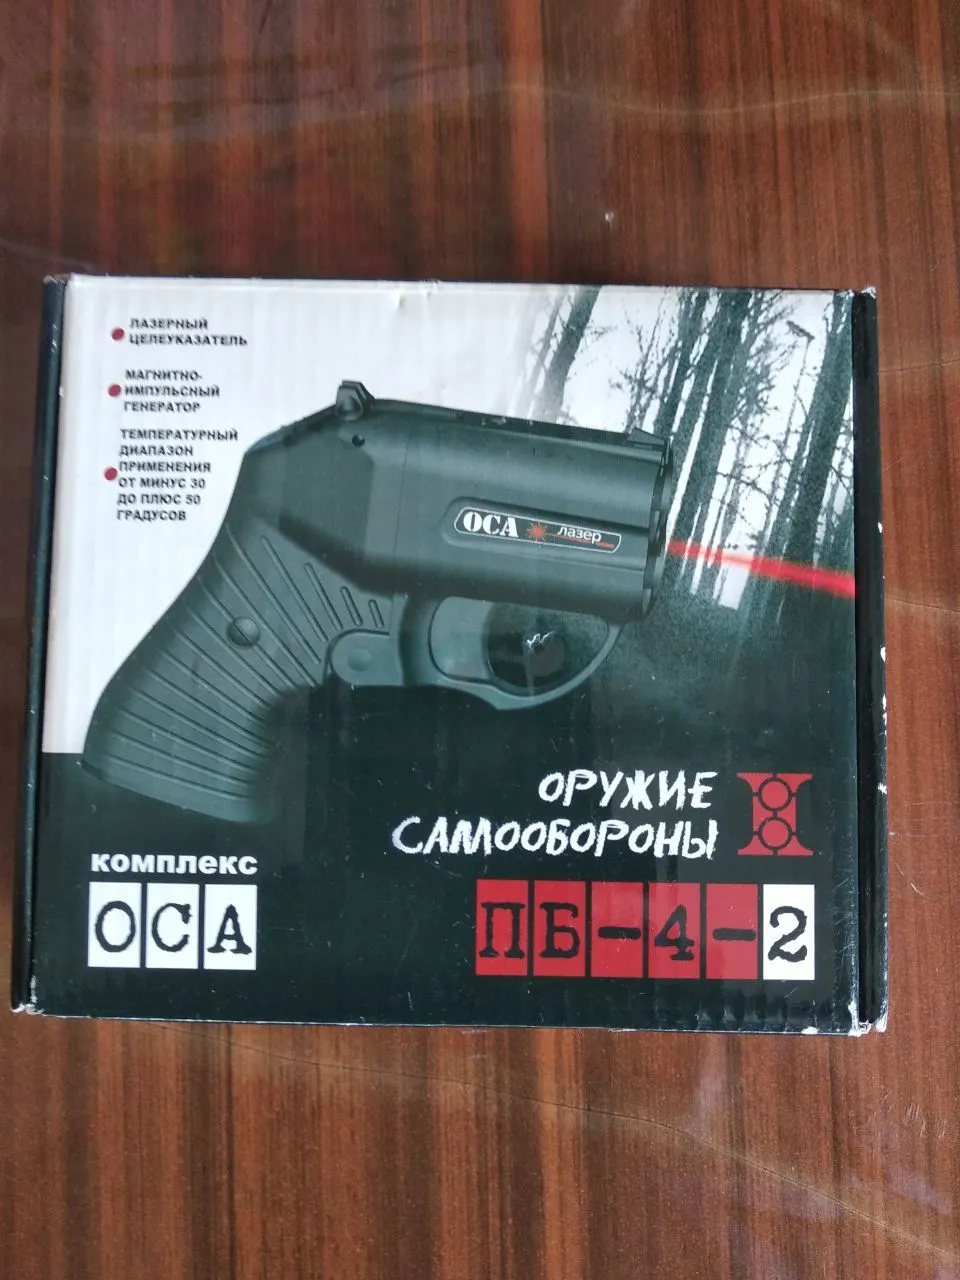 ЛАЗЕРНЫЙ
ЦЕЛЕУКАЗАТЕЛЬ
МАГНИТНО-
ИМПУЛЬСНЫЙ
ГЕНЕРАТОР
ТЕМПЕРАТУРНЫЙ
ДИАПАЗОН
ПРИМЕНЕНИЯ
ОТ МИНУС 30
ДО ПЛЮС 50
ГРАДУСОВ
ОСА лазер
ОРУЖИЕ
САМООБОРОНЫ
КОМПЛЕКС
ОСА
ПБ-4-2